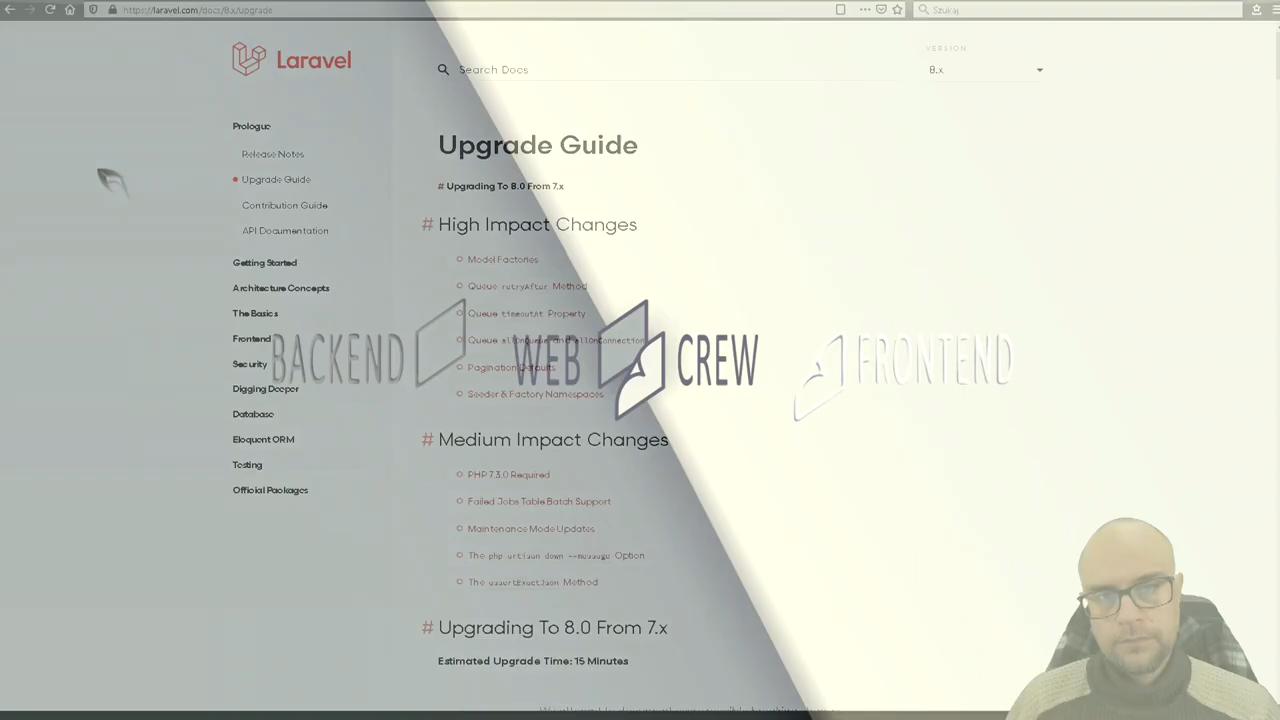 https://laravel.com/docs/8.x/upgrade
Szukaj
Laravel
Search Docs
VERSION
8.x
Prologue
Release Notes
Upgrade Guide
Contribution Guide
API Documentation
Getting Started
Architecture Concepts
The Basics
Frontend
Security
Digging Deeper
Database
Eloquent ORM
Testing
Official Packages
Upgrade Guide
# Upgrading To 8.0 From 7.x
# High Impact Changes
Model Factories
Queue retryAfter Method
Queue timeoutAt Property
Queue allOnQueue and allOnConnection
Pagination Defaults
Seeder & Factory Namespaces
BACKEND
WEB CREW
FRONTEND
# Medium Impact Changes
PHP 7.3.0 Required
Failed Jobs Table Batch Support
Maintenance Mode Updates
The php artisan down --message Option
The assertExactJson Method
# Upgrading To 8.0 From 7.x
Estimated Upgrade Time: 15 Minutes